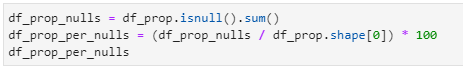 df_prop_nulls = df_prop.isnull().sum()
df_prop_per_nulls = (df_prop_nulls / df_prop.shape[0]) * 100
df_prop_per_nulls